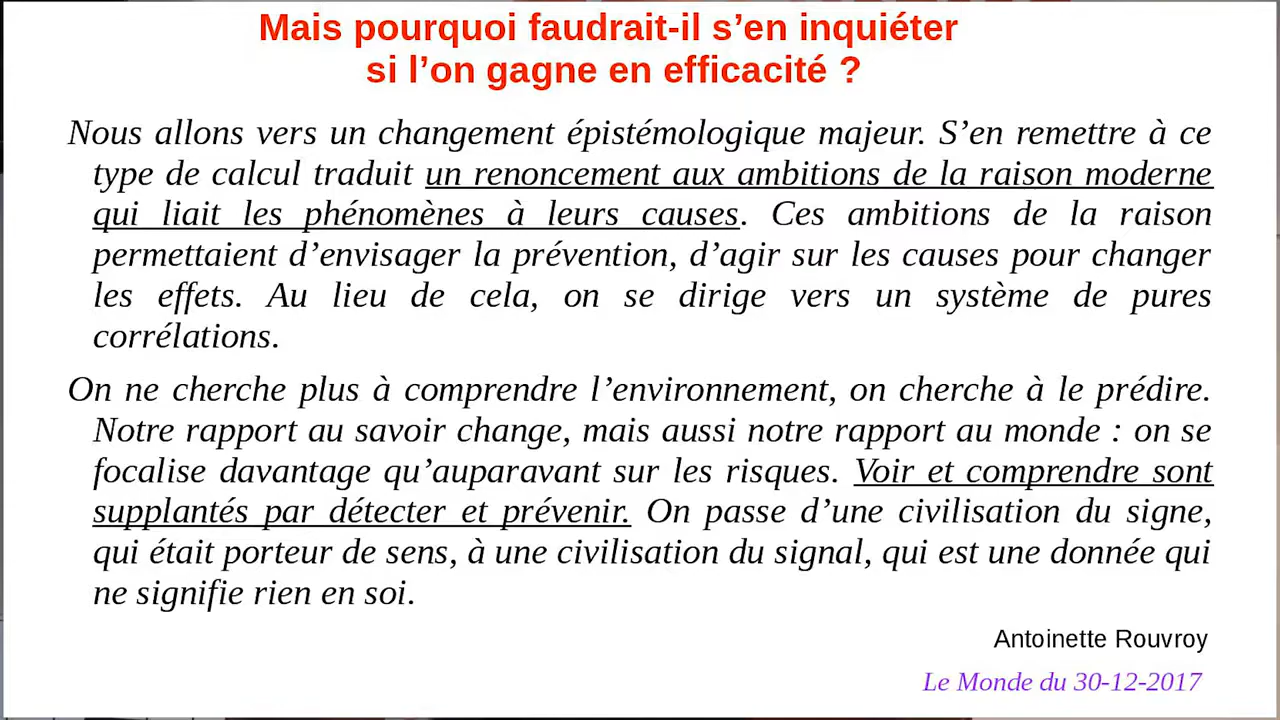 Mais pourquoi faudrait-il s’en inquiéter
si l’on gagne en efficacité ?
Nous allons vers un changement épistémologique majeur. S’en remettre à ce
type de calcul traduit un renoncement aux ambitions de la raison moderne
qui liait les phénomènes à leurs causes. Ces ambitions de la raison
permettaient d’envisager la prévention, d’agir sur les causes pour changer
les effets. Au lieu de cela, on se dirige vers un système de pures
corrélations.
On ne cherche plus à comprendre l’environnement, on cherche à le prédire.
Notre rapport au savoir change, mais aussi notre rapport au monde : on se
focalise davantage qu’auparavant sur les risques. Voir et comprendre sont
supplantés par détecter et prévenir. On passe d’une civilisation du signe,
qui était porteur de sens, à une civilisation du signal, qui est une donnée qui
ne signifie rien en soi.
Antoinette Rouvroy
Le Monde du 30-12-2017